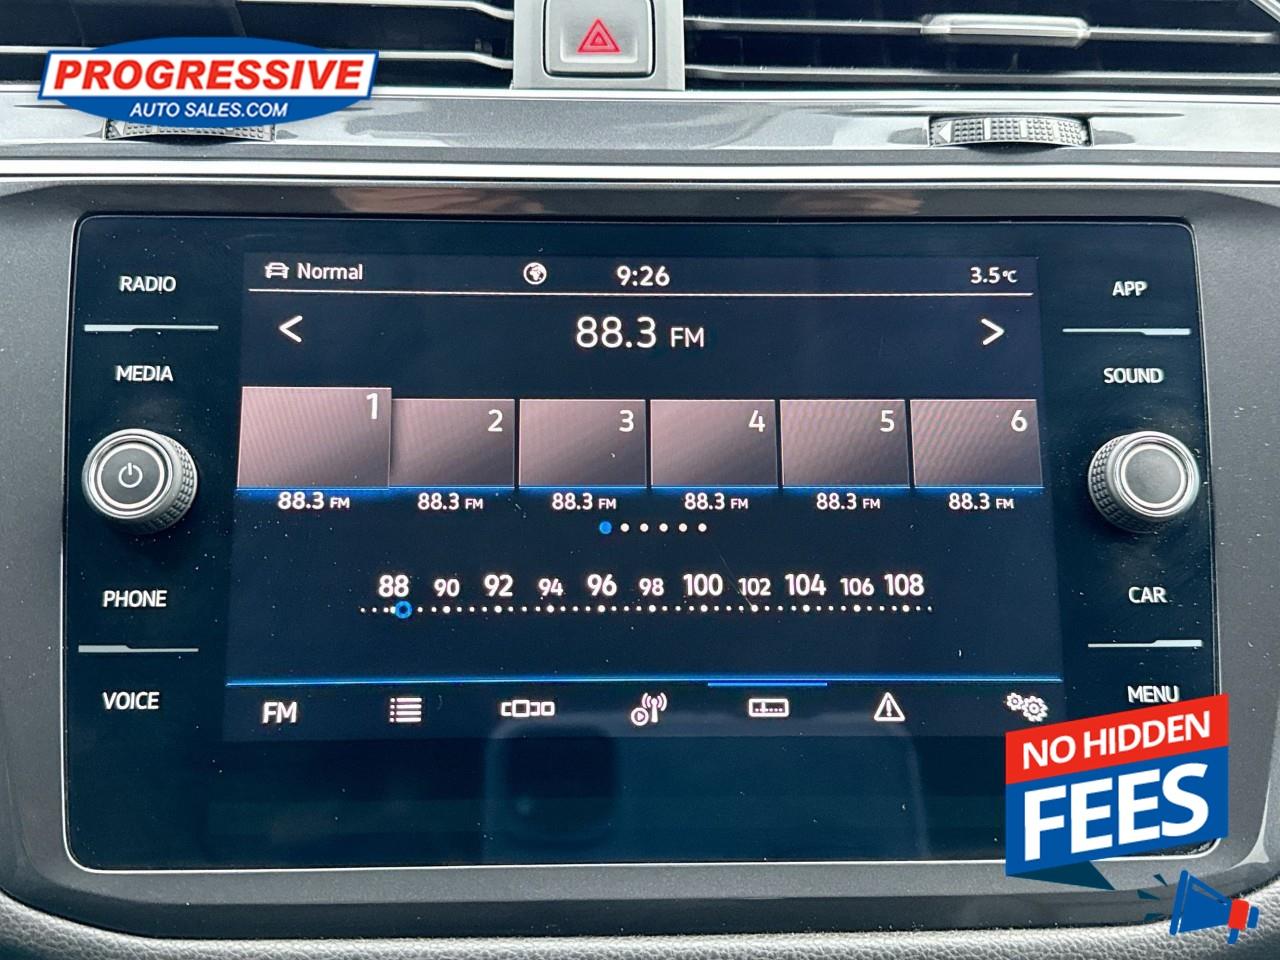 PROGRESSIVE
AUTO SALES.COM
RADIO
MEDIA
PHONE
VOICE
Normal
9:26
3.5°C
< 88.3 FM >
1 2 3 4 5 6
88.3 FM 88.3 FM 88.3 FM 88.3 FM 88.3 FM 88.3 FM
88 90 92 94 96 98 100 102 104 106 108
FM
APP
SOUND
CAR
MENU
NO HIDDEN
FEES